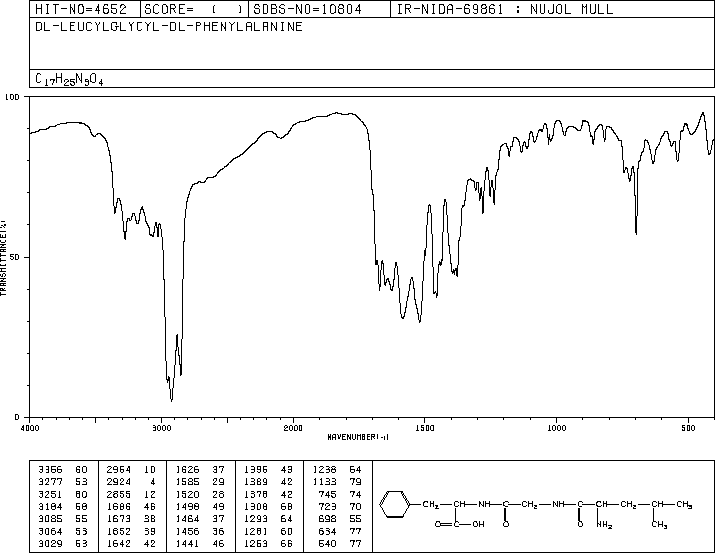 HIT-NO=4652 SCORE= ( ) SDBS-NO=10804 IR-NIDA-69861 : NUJOL MULL
DL-LEUCYLGLYCYL-DL-PHENYLALANINE
C17H25N3O4
100
50
0
TRANSMITTANCE(%)
4000 3000 2000 1500 1000 500
WAVENUMBER(-1)
3366 60 2954 10 1626 37 1396 43 1238 64
3277 53 2924 4 1585 29 1389 42 1133 79
3251 60 2855 12 1520 28 1378 42 745 74
3184 60 1686 46 1498 49 1308 68 723 70
3085 55 1673 38 1464 37 1293 64 698 55
3064 53 1652 39 1456 36 1281 60 634 77
3029 53 1642 42 1441 46 1253 66 540 77
CH2 CH NH C CH2 NH C CH CH2 CH CH3
O C OH O O NH2 CH3